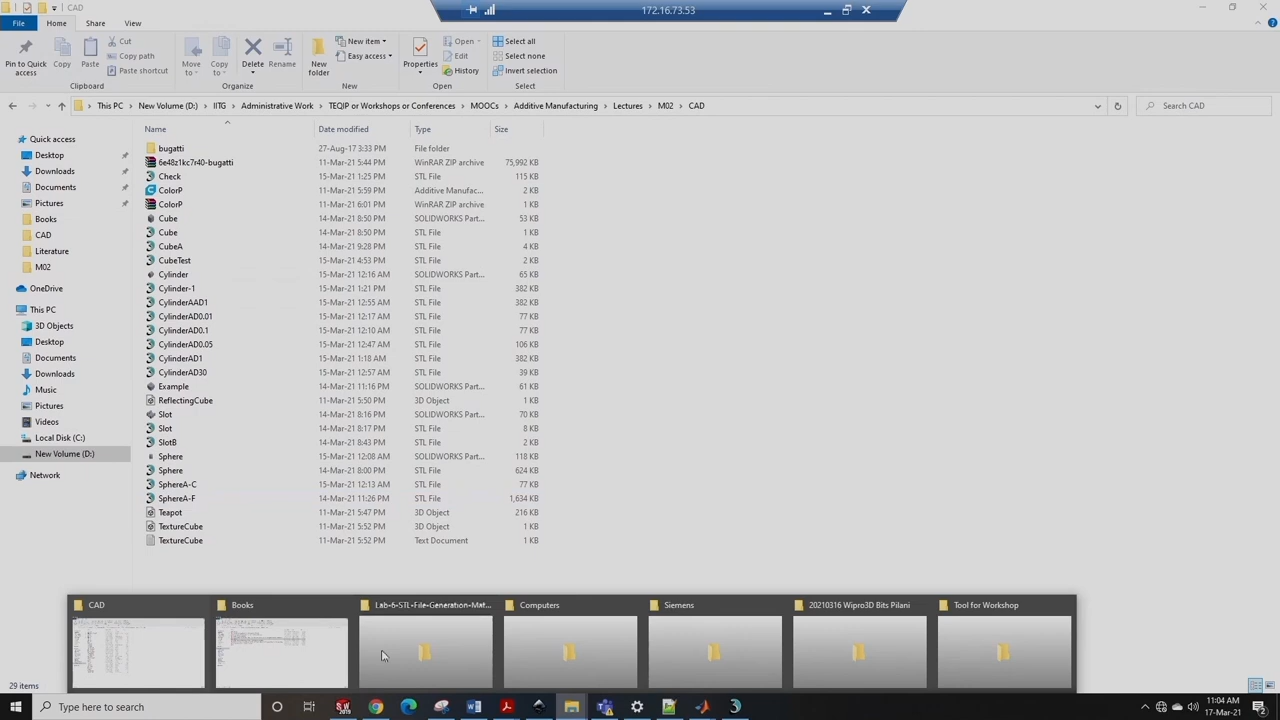 CAD
172.16.73.53
File Home Share View
Pin to Quick access
Copy
Paste
Cut
Copy path
Paste shortcut
Clipboard
Move to
Copy to
Delete
Rename
Organize
New folder
New item
Easy access
New
Properties
Open
Edit
History
Open
Select all
Select none
Invert selection
Select
This PC > New Volume (D:) > IITG > Administrative Work > TEQIP or Workshops or Conferences > MOOCs > Additive Manufacturing > Lectures > M02 > CAD
Search CAD
Quick access
Desktop
Downloads
Documents
Pictures
Books
CAD
Literature
M02
OneDrive
This PC
3D Objects
Desktop
Documents
Downloads
Music
Pictures
Videos
Local Disk (C:)
New Volume (D:)
Network
Name Date modified Type Size
bugatti 27-Aug-17 3:33 PM File folder
6e48z1kc7r40-bugatti 11-Mar-21 5:44 PM WinRAR ZIP archive 75,992 KB
Check 15-Mar-21 1:25 PM STL File 115 KB
ColorP 11-Mar-21 5:59 PM Additive Manufac... 2 KB
ColorP 11-Mar-21 6:01 PM WinRAR ZIP archive 1 KB
Cube 14-Mar-21 8:50 PM SOLIDWORKS Part... 53 KB
Cube 14-Mar-21 8:50 PM STL File 1 KB
CubeA 14-Mar-21 9:28 PM STL File 4 KB
CubeTest 15-Mar-21 4:53 PM STL File 2 KB
Cylinder 15-Mar-21 12:16 AM SOLIDWORKS Part... 65 KB
Cylinder-1 15-Mar-21 1:21 PM STL File 382 KB
CylinderAAD1 15-Mar-21 12:55 AM STL File 382 KB
CylinderAD0.01 15-Mar-21 12:17 AM STL File 77 KB
CylinderAD0.1 15-Mar-21 12:10 AM STL File 77 KB
CylinderAD0.05 15-Mar-21 12:47 AM STL File 106 KB
CylinderAD1 15-Mar-21 1:18 AM STL File 382 KB
CylinderAD30 15-Mar-21 12:57 AM STL File 39 KB
Example 14-Mar-21 11:16 PM SOLIDWORKS Part... 61 KB
ReflectingCube 11-Mar-21 5:50 PM 3D Object 1 KB
Slot 14-Mar-21 8:16 PM SOLIDWORKS Part... 70 KB
Slot 14-Mar-21 8:17 PM STL File 8 KB
SlotB 14-Mar-21 8:43 PM STL File 2 KB
Sphere 15-Mar-21 12:08 AM SOLIDWORKS Part... 118 KB
Sphere 14-Mar-21 8:00 PM STL File 624 KB
SphereA-C 15-Mar-21 12:13 AM STL File 77 KB
SphereA-F 14-Mar-21 11:26 PM STL File 1,634 KB
Teapot 11-Mar-21 5:47 PM 3D Object 216 KB
TextureCube 11-Mar-21 5:52 PM 3D Object 1 KB
TextureCube 11-Mar-21 5:52 PM Text Document 1 KB
CAD
Books
Lab-6-STL-File-Generation-Mat...
Computers
Siemens
20210316 Wipro3D Bits Pilani
Tool for Workshop
29 items
Type here to search
11:04 AM
17-Mar-21